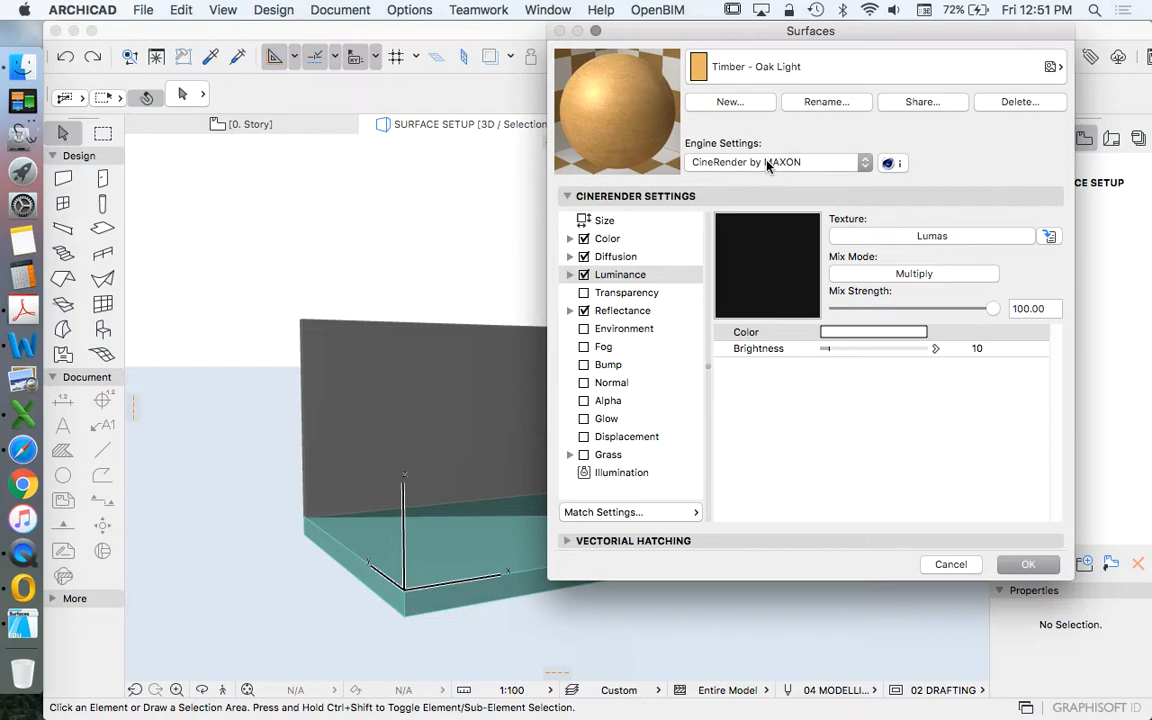 ARCHICAD File Edit View Design Document Options Teamwork Window Help OpenBIM 72% Fri 12:51 PM
Surfaces
Timber - Oak Light
New... Rename... Share... Delete...
[0. Story] SURFACE SETUP [3D / Selection
Engine Settings:
Design
CineRender by MAXON
CE SETUP
CINERENDER SETTINGS
Size
Color
Diffusion
Luminance
Transparency
Reflectance
Environment
Fog
Bump
Normal
Alpha
Glow
Displacement
Grass
Illumination
Match Settings...
Texture:
Lumas
Mix Mode:
Multiply
Mix Strength:
100.00
Color
Brightness 10
Document
VECTORIAL HATCHING
Cancel OK
z
y
x
More
Properties
No Selection.
N/A N/A 1:100 Custom Entire Model 04 MODELLI... 02 DRAFTING
Click an Element or Draw a Selection Area. Press and Hold Ctrl+Shift to Toggle Element/Sub-Element Selection.
GRAPHISOFT ID